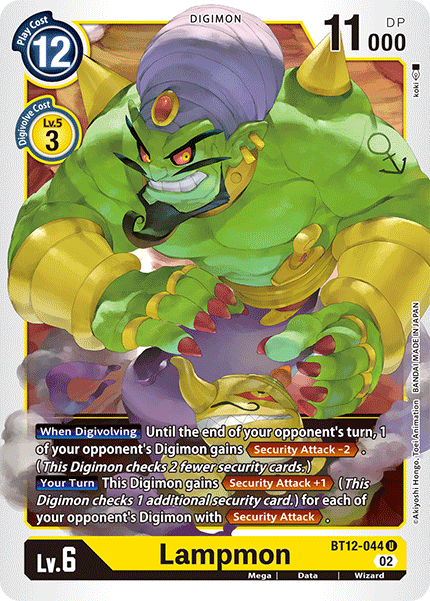 DIGIMON
Play Cost
12
11000
DP
Digivolve Cost
Lv.5
3
koki
When Digivolving Until the end of your opponent's turn, 1
of your opponent's Digimon gains Security Attack -2 .
(This Digimon checks 2 fewer security cards.)
Your Turn This Digimon gains Security Attack +1 (This
Digimon checks 1 additional security card.) for each of
your opponent's Digimon with Security Attack .
©Akiyoshi Hongo, Toei Animation BANDAI MADE IN JAPAN
Lv.6
Lampmon
BT12-044 U
02
Mega | Data | Wizard